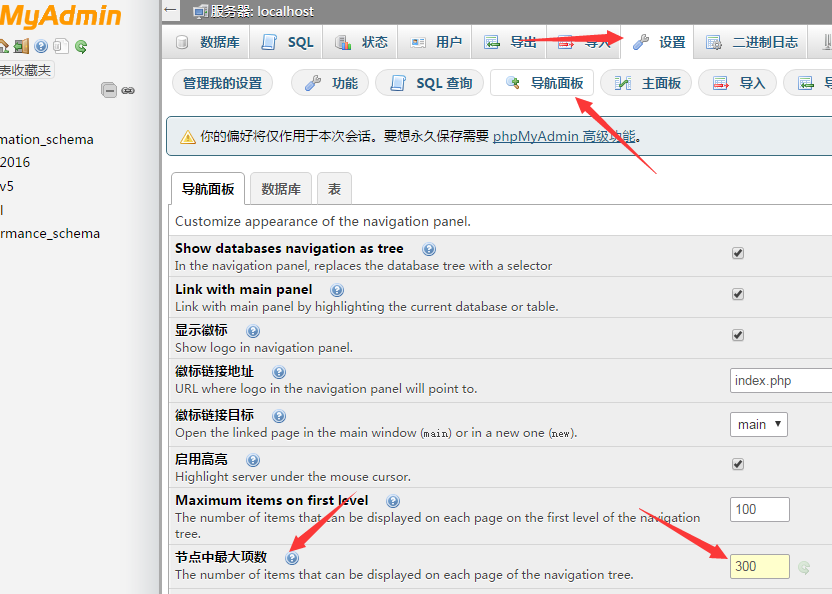 MyAdmin
服务器: localhost
数据库 SQL 状态 用户 导出 导入 设置 二进制日志
管理我的设置 功能 SQL 查询 导航面板 主面板 导入
表收藏夹
你的偏好将仅作用于本次会话。要想永久保存需要 phpMyAdmin 高级功能。
mation_schema
2016
v5
l
rmance_schema
导航面板 数据库 表
Customize appearance of the navigation panel.
Show databases navigation as tree
In the navigation panel, replaces the database tree with a selector
Link with main panel
Link with main panel by highlighting the current database or table.
显示徽标
Show logo in navigation panel.
徽标链接地址
URL where logo in the navigation panel will point to.
index.php
徽标链接目标
Open the linked page in the main window (main) or in a new one (new).
main
启用高亮
Highlight server under the mouse cursor.
Maximum items on first level
The number of items that can be displayed on each page on the first level of the navigation
tree.
100
节点中最大项数
The number of items that can be displayed on each page of the navigation tree.
300